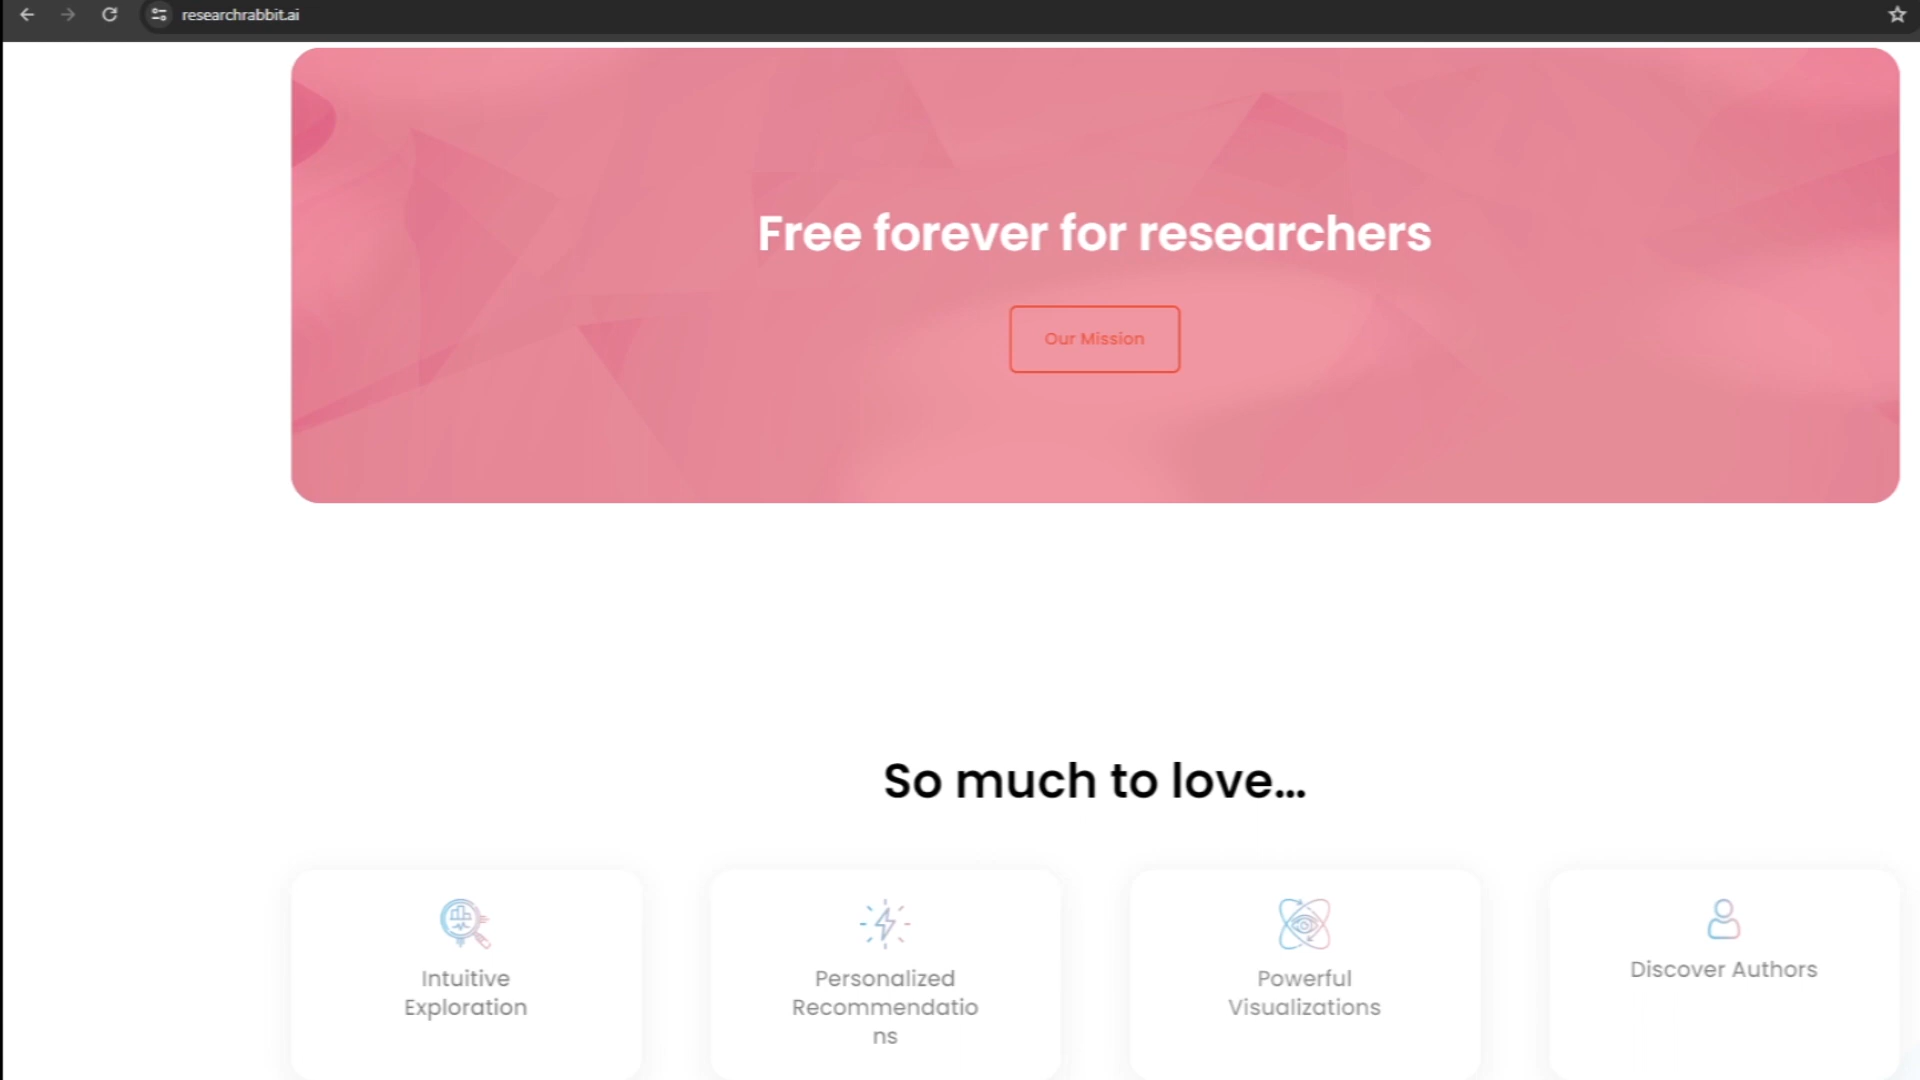 researchrabbit.ai
Free forever for researchers
Our Mission
So much to love...
Intuitive
Exploration
Personalized
Recommendatio
ns
Powerful
Visualizations
Discover Authors